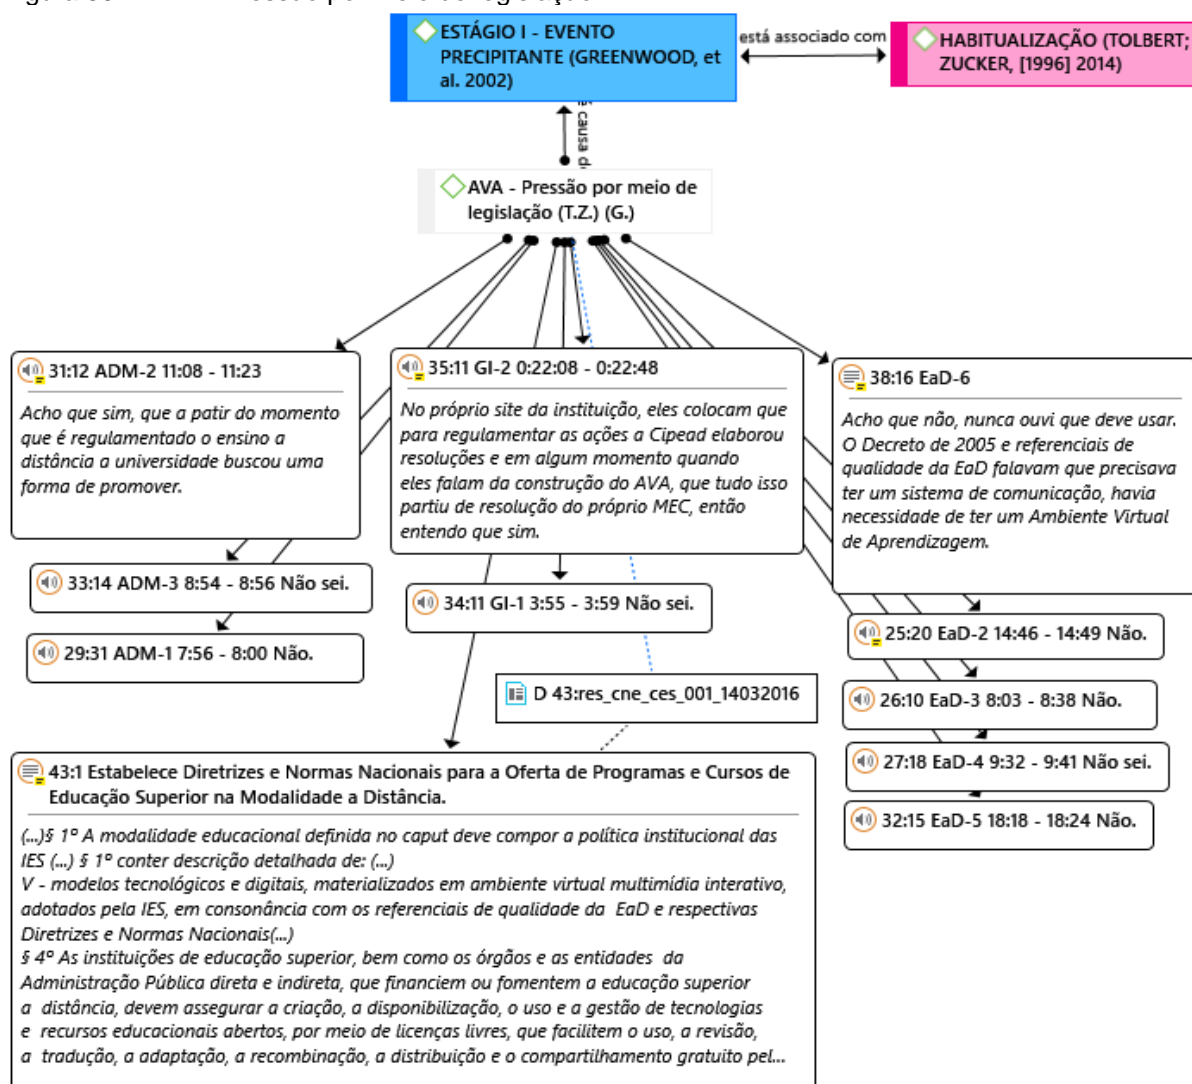 ESTÁGIO I - EVENTO
PRECIPITANTE (GREENWOOD, et
al. 2002)
está associado com
HABITUALIZAÇÃO (TOLBERT;
ZUCKER, [1996] 2014)
causa d
AVA - Pressão por meio de
legislação (T.Z.) (G.)
31:12 ADM-2 11:08 - 11:23
Acho que sim, que a patir do momento
que é regulamentado o ensino a
distância a universidade buscou uma
forma de promover.
35:11 GI-2 0:22:08 - 0:22:48
No próprio site da instituição, eles colocam que
para regulamentar as ações a Cipead elaborou
resoluções e em algum momento quando
eles falam da construção do AVA, que tudo isso
partiu de resolução do próprio MEC, então
entendo que sim.
38:16 EaD-6
Acho que não, nunca ouvi que deve usar.
O Decreto de 2005 e referenciais de
qualidade da EaD falavam que precisava
ter um sistema de comunicação, havia
necessidade de ter um Ambiente Virtual
de Aprendizagem.
33:14 ADM-3 8:54 - 8:56 Não sei.
34:11 GI-1 3:55 - 3:59 Não sei.
29:31 ADM-1 7:56 - 8:00 Não.
25:20 EaD-2 14:46 - 14:49 Não.
D 43:res_cne_ces_001_14032016
26:10 EaD-3 8:03 - 8:38 Não.
27:18 EaD-4 9:32 - 9:41 Não sei.
32:15 EaD-5 18:18 - 18:24 Não.
43:1 Estabelece Diretrizes e Normas Nacionais para a Oferta de Programas e Cursos de
Educação Superior na Modalidade a Distância.
(...)§ 1º A modalidade educacional definida no caput deve compor a política institucional das
IES (...) § 1º conter descrição detalhada de: (...)
V - modelos tecnológicos e digitais, materializados em ambiente virtual multimídia interativo,
adotados pela IES, em consonância com os referenciais de qualidade da EaD e respectivas
Diretrizes e Normas Nacionais(...)
§ 4º As instituições de educação superior, bem como os órgãos e as entidades da
Administração Pública direta e indireta, que financiem ou fomentem a educação superior
a distância, devem assegurar a criação, a disponibilização, o uso e a gestão de tecnologias
e recursos educacionais abertos, por meio de licenças livres, que facilitem o uso, a revisão,
a tradução, a adaptação, a recombinação, a distribuição e o compartilhamento gratuito pel...